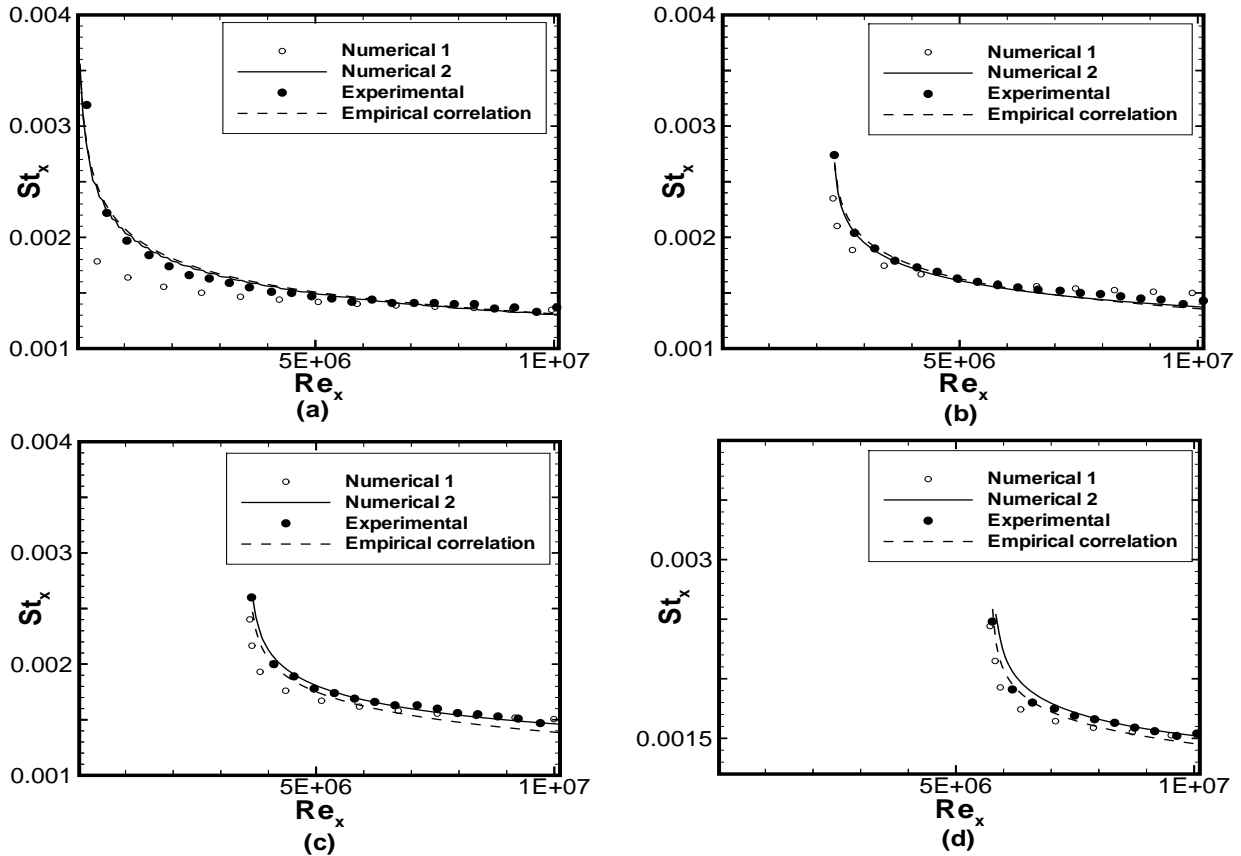 0.004
0.003
0.002
0.001
St_x
Numerical 1
Numerical 2
Experimental
Empirical correlation
5E+06
1E+07
Re_x
(a)
0.004
0.003
0.002
0.001
St_x
Numerical 1
Numerical 2
Experimental
Empirical correlation
5E+06
1E+07
Re_x
(b)
0.004
0.003
0.002
0.001
St_x
Numerical 1
Numerical 2
Experimental
Empirical correlation
5E+06
1E+07
Re_x
(c)
0.003
0.0015
St_x
Numerical 1
Numerical 2
Experimental
Empirical correlation
5E+06
1E+07
Re_x
(d)